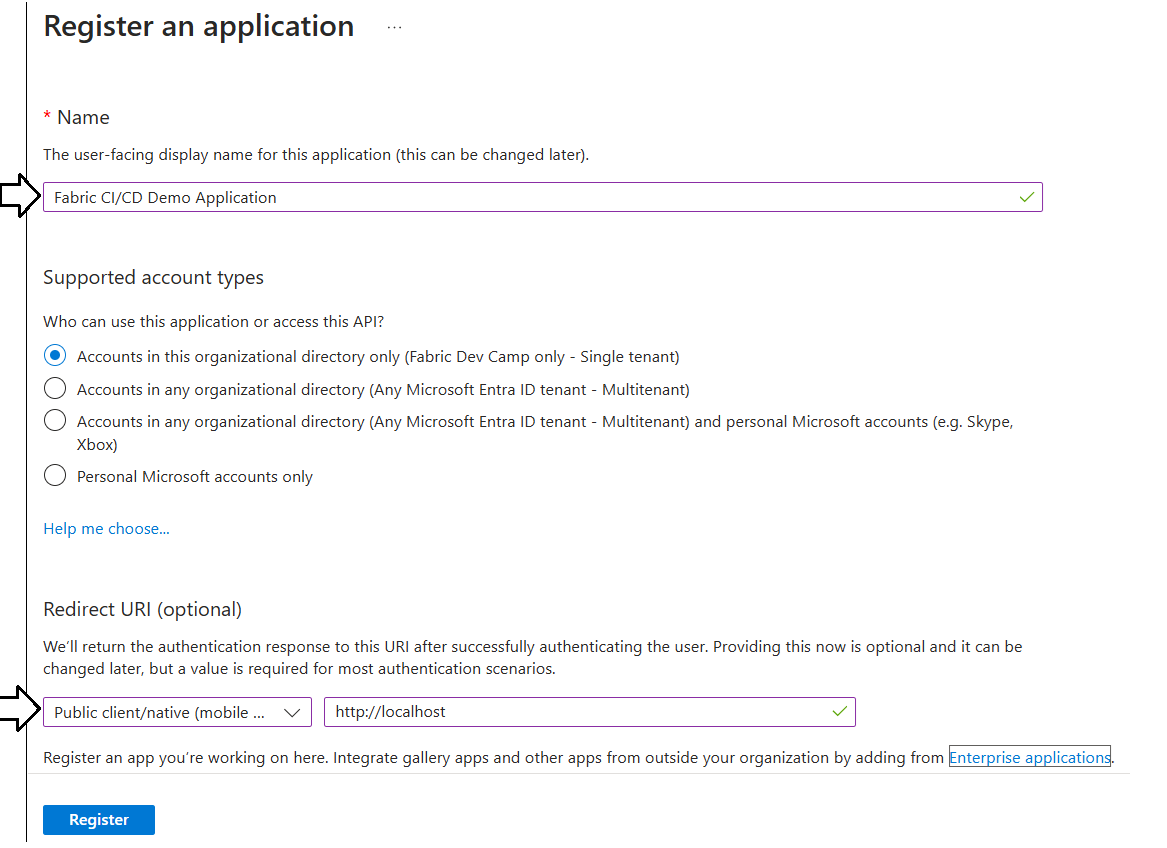 Register an application ...
* Name
The user-facing display name for this application (this can be changed later).
Fabric CI/CD Demo Application
Supported account types
Who can use this application or access this API?
Accounts in this organizational directory only (Fabric Dev Camp only - Single tenant)
Accounts in any organizational directory (Any Microsoft Entra ID tenant - Multitenant)
Accounts in any organizational directory (Any Microsoft Entra ID tenant - Multitenant) and personal Microsoft accounts (e.g. Skype,
Xbox)
Personal Microsoft accounts only
Help me choose...
Redirect URI (optional)
We'll return the authentication response to this URI after successfully authenticating the user. Providing this now is optional and it can be
changed later, but a value is required for most authentication scenarios.
Public client/native (mobile ... http://localhost
Register an app you're working on here. Integrate gallery apps and other apps from outside your organization by adding from Enterprise applications.
Register